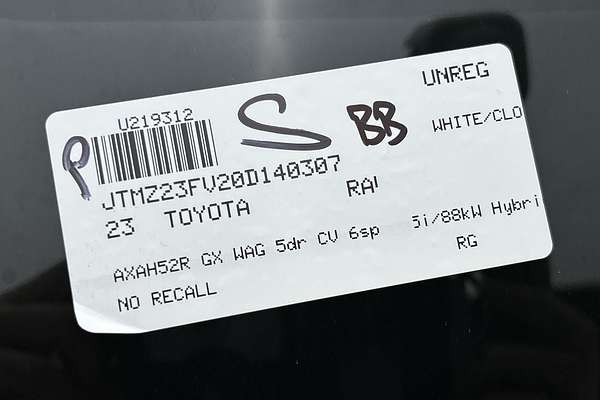 UNREG
U219312
P S BB
WHITE/CLO
JTMZ23FV20D140307
23 TOYOTA RAV
AXAH52R GX WAG 5dr CV 6sp 5i/88kW Hybri
RG
NO RECALL